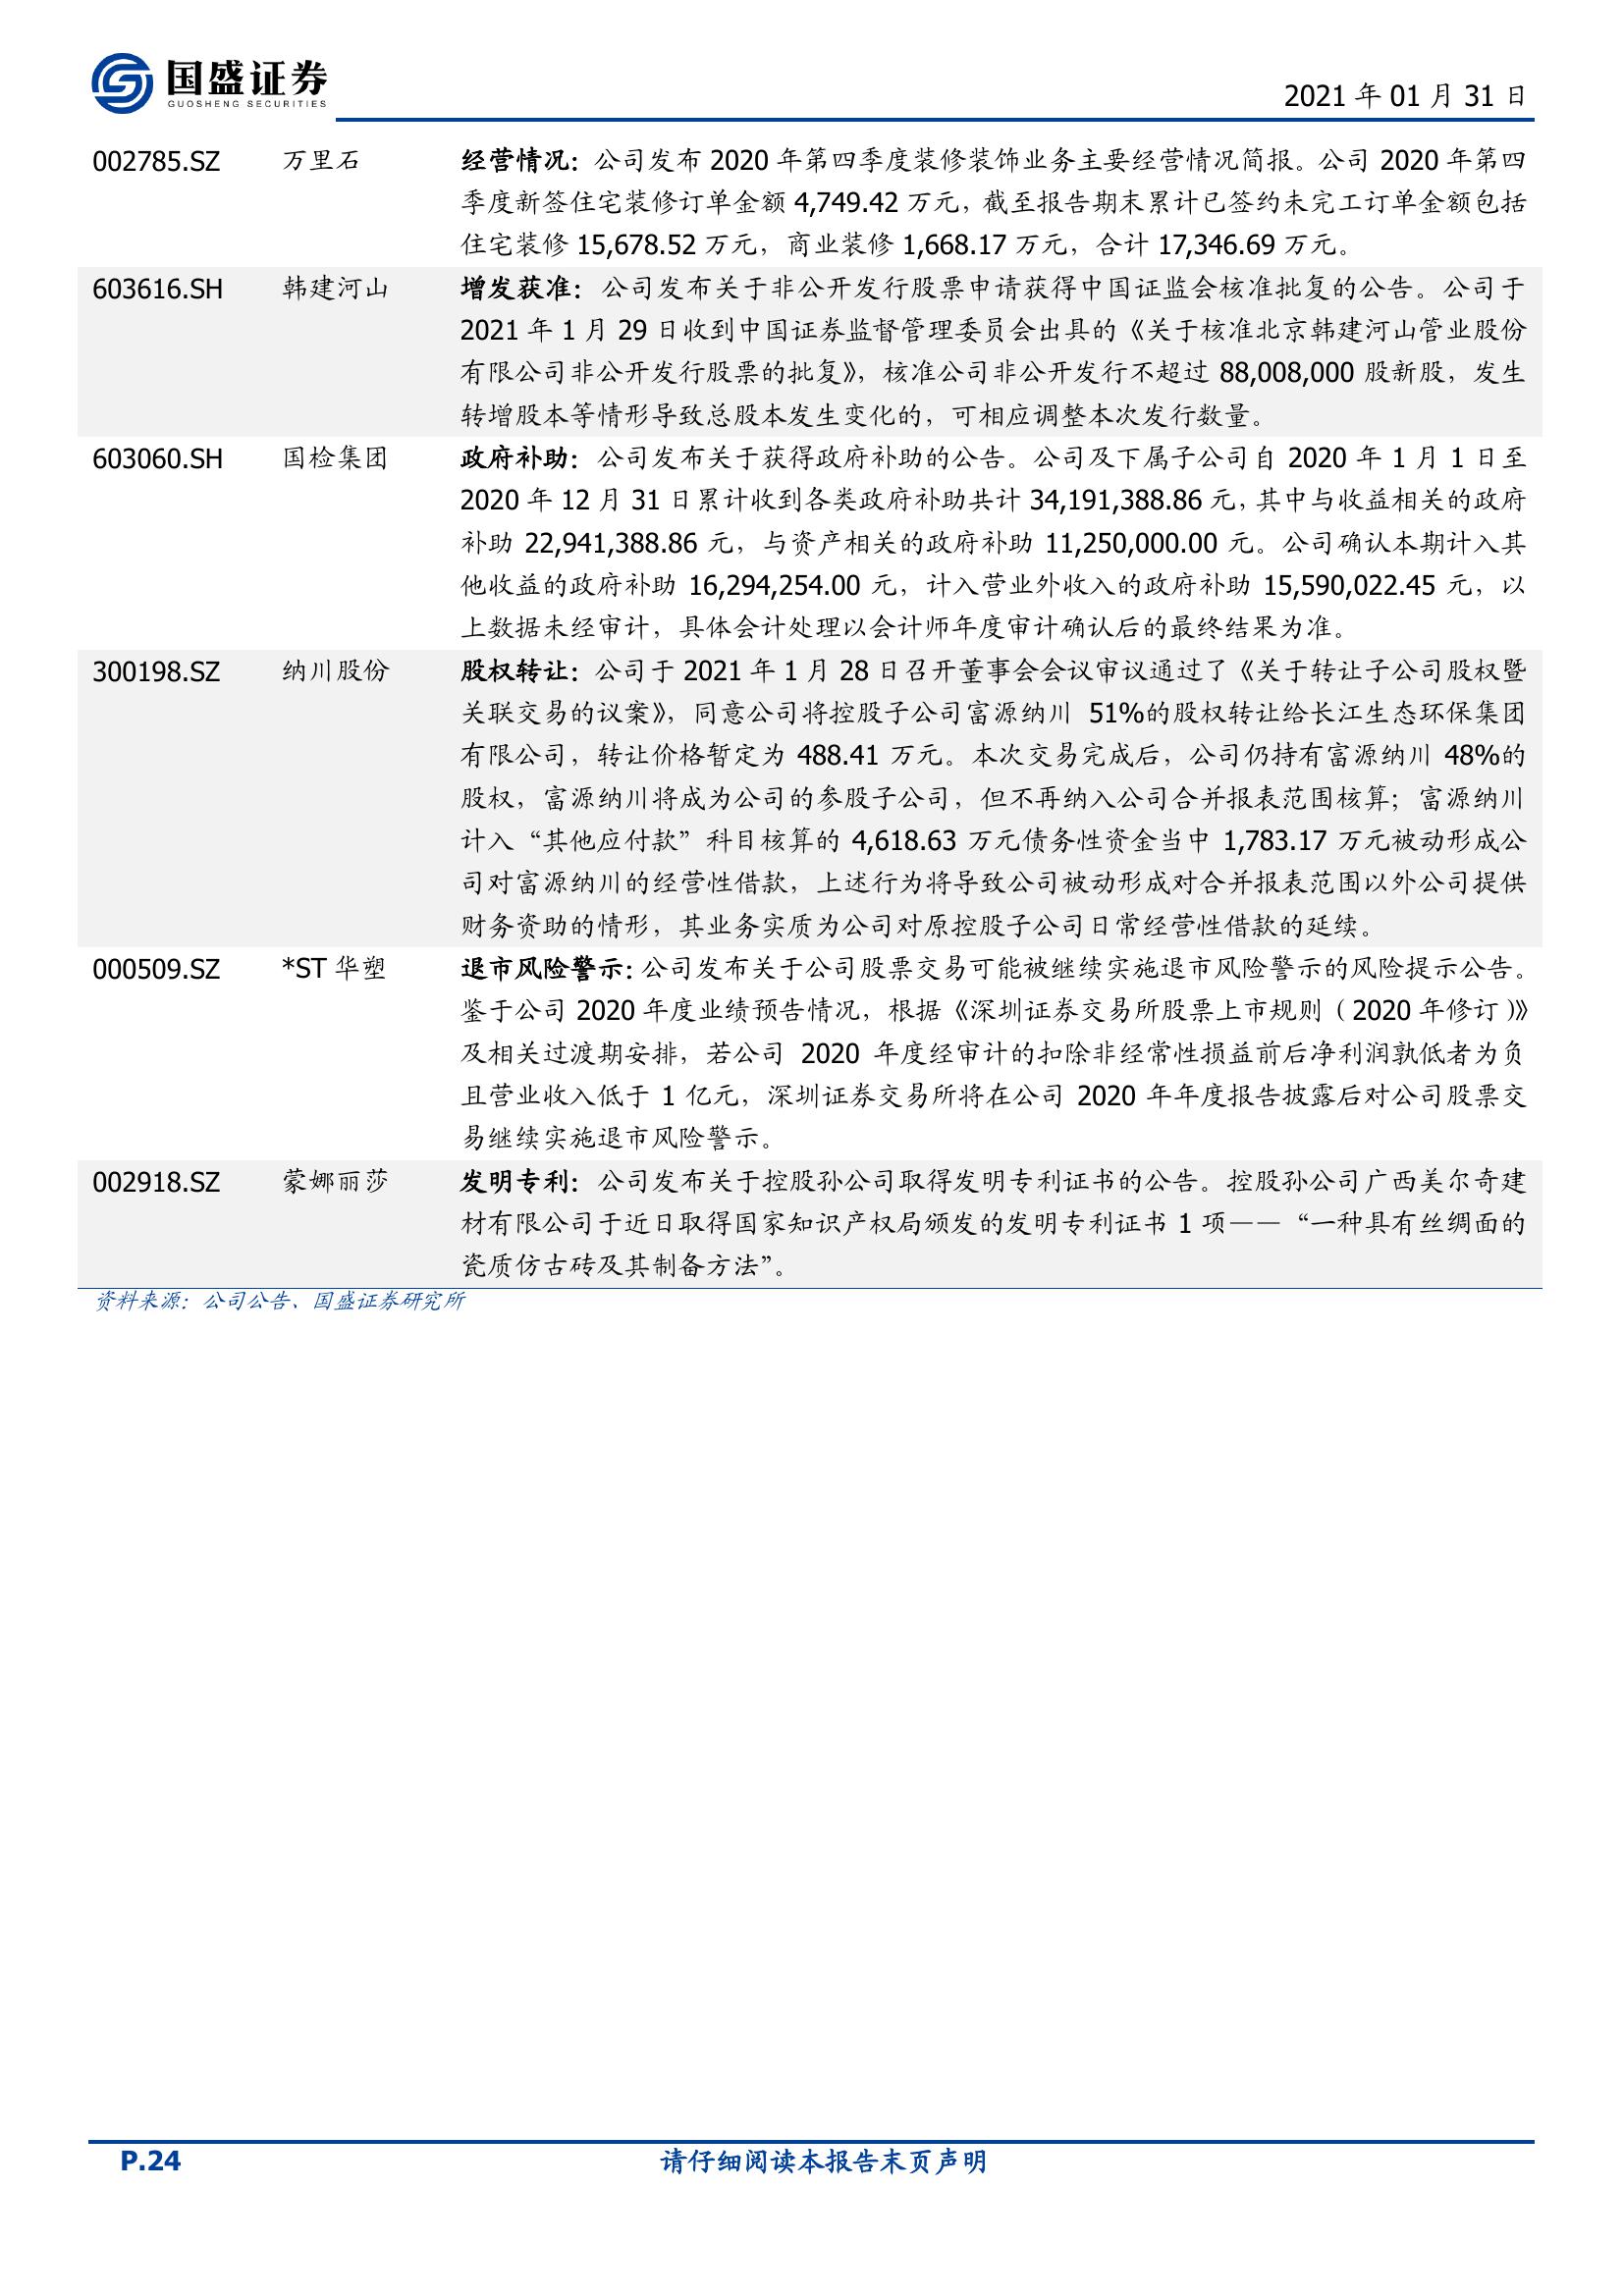 国盛证券
GUOSHENG SECURITIES
2021 年 01 月 31 日
002785.SZ 万里石 经营情况：公司发布 2020 年第四季度装修装饰业务主要经营情况简报。公司 2020 年第四
季度新签住宅装修订单金额 4,749.42 万元，截至报告期末累计已签约未完工订单金额包括
住宅装修 15,678.52 万元，商业装修 1,668.17 万元，合计 17,346.69 万元。
603616.SH 韩建河山 增发获准：公司发布关于非公开发行股票申请获得中国证监会核准批复的公告。公司于
2021 年 1 月 29 日收到中国证券监督管理委员会出具的《关于核准北京韩建河山管业股份
有限公司非公开发行股票的批复》，核准公司非公开发行不超过 88,008,000 股新股，发生
转增股本等情形导致总股本发生变化的，可相应调整本次发行数量。
603060.SH 国检集团 政府补助：公司发布关于获得政府补助的公告。公司及下属子公司自 2020 年 1 月 1 日至
2020 年 12 月 31 日累计收到各类政府补助共计 34,191,388.86 元，其中与收益相关的政府
补助 22,941,388.86 元，与资产相关的政府补助 11,250,000.00 元。公司确认本期计入其
他收益的政府补助 16,294,254.00 元，计入营业外收入的政府补助 15,590,022.45 元，以
上数据未经审计，具体会计处理以会计师年度审计确认后的最终结果为准。
300198.SZ 纳川股份 股权转让：公司于 2021 年 1 月 28 日召开董事会会议审议通过了《关于转让子公司股权暨
关联交易的议案》，同意公司将控股子公司富源纳川 51%的股权转让给长江生态环保集团
有限公司，转让价格暂定为 488.41 万元。本次交易完成后，公司仍持有富源纳川 48%的
股权，富源纳川将成为公司的参股子公司，但不再纳入公司合并报表范围核算；富源纳川
计入“其他应付款”科目核算的 4,618.63 万元债务性资金当中 1,783.17 万元被动形成公
司对富源纳川的经营性借款，上述行为将导致公司被动形成对合并报表范围以外公司提供
财务资助的情形，其业务实质为公司对原控股子公司日常经营性借款的延续。
000509.SZ *ST 华塑 退市风险警示：公司发布关于公司股票交易可能被继续实施退市风险警示的风险提示公告。
鉴于公司 2020 年度业绩预告情况，根据《深圳证券交易所股票上市规则（2020 年修订）》
及相关过渡期安排，若公司 2020 年度经审计的扣除非经常性损益前后净利润孰低者为负
且营业收入低于 1 亿元，深圳证券交易所将在公司 2020 年年度报告披露后对公司股票交
易继续实施退市风险警示。
002918.SZ 蒙娜丽莎 发明专利：公司发布关于控股孙公司取得发明专利证书的公告。控股孙公司广西美尔奇建
材有限公司于近日取得国家知识产权局颁发的发明专利证书 1 项——“一种具有丝绸面的
瓷质仿古砖及其制备方法”。
资料来源：公司公告、国盛证券研究所
P.24 请仔细阅读本报告末页声明